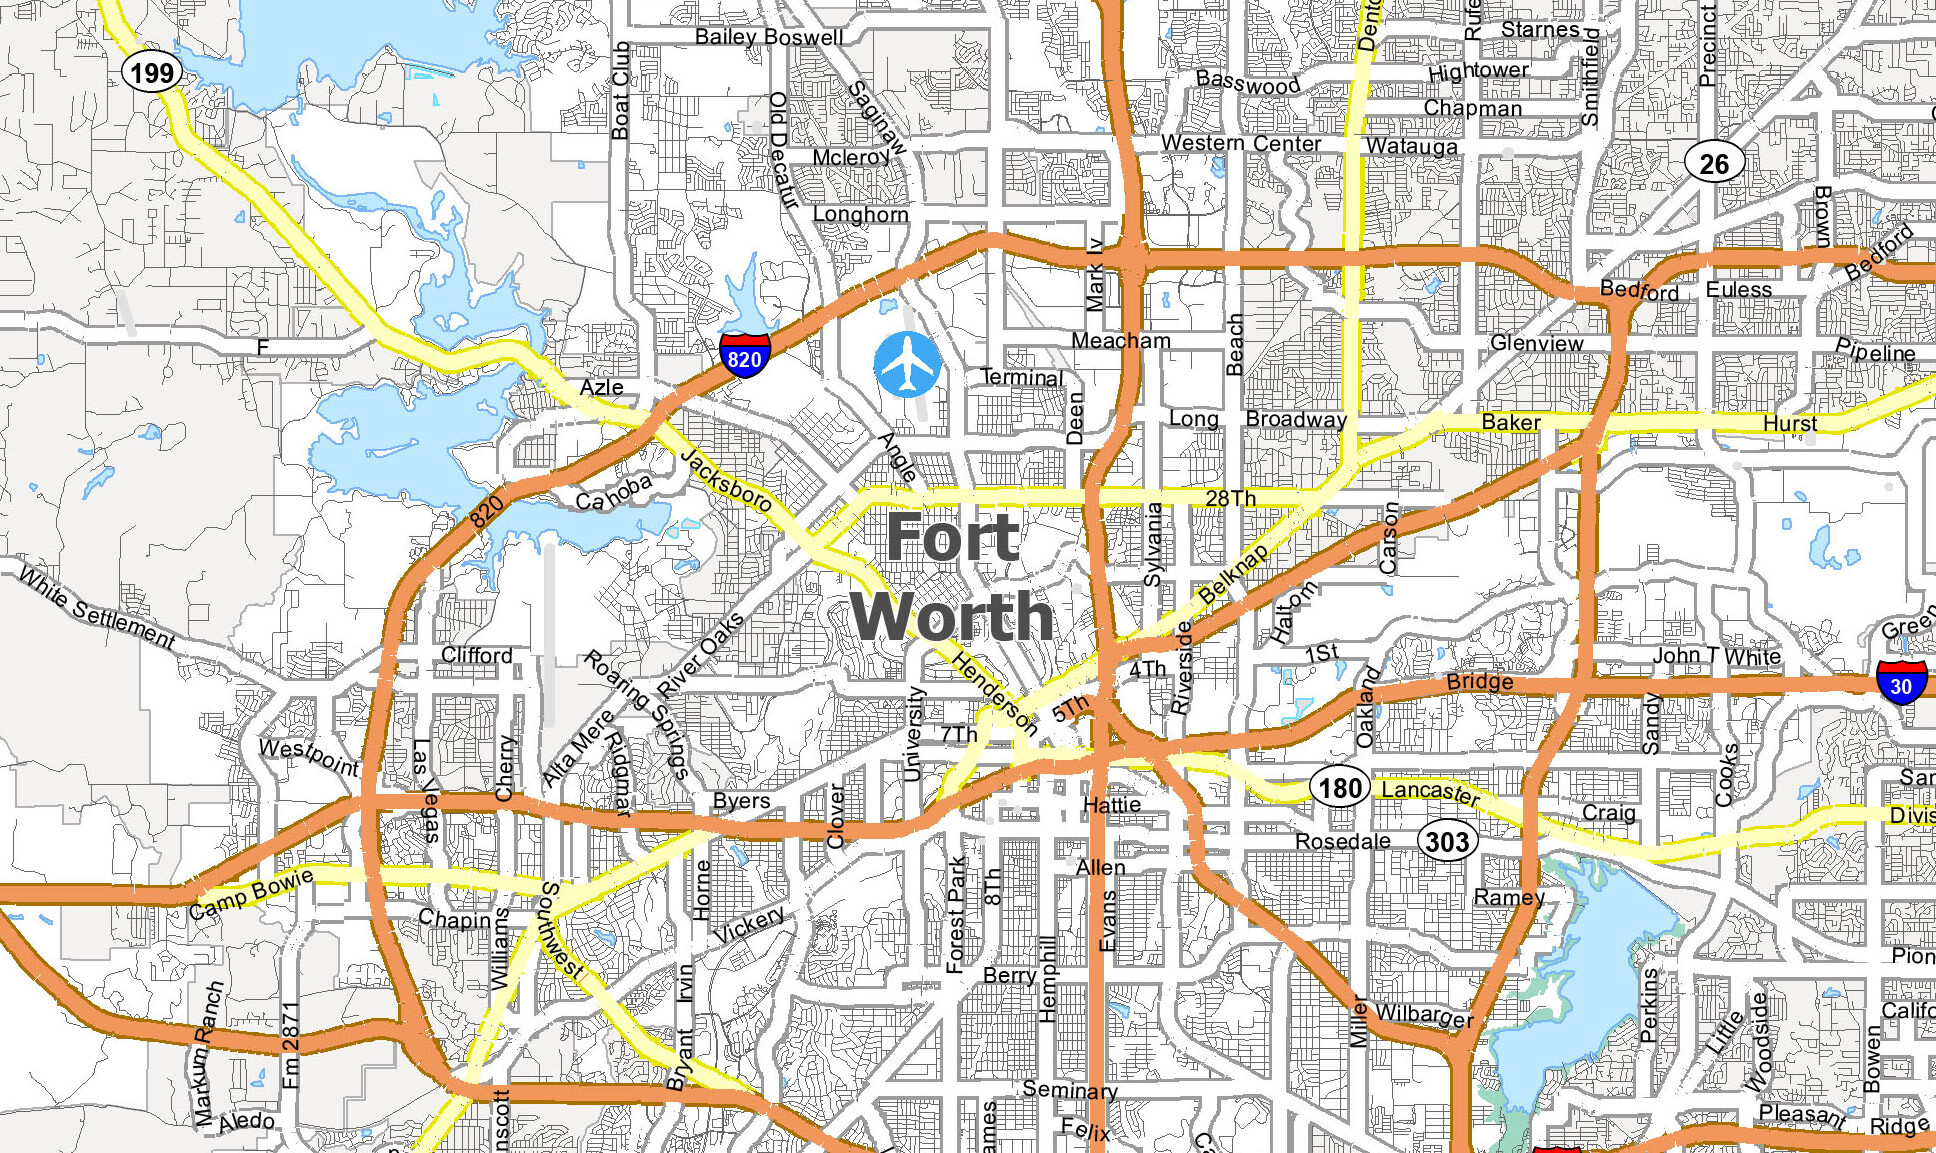 Bailey Boswell
Denton
Starnes
Smithfield
Precinct
199
Boat Club
Saginaw
Basswood
Hightower
Old Decatur
Chapman
Mcleroy
Western Center
Watauga
26
Longhorn
Brown
Bedford
Mark Iv
Bedford
Euless
F
820
Meacham
Beach
Glenview
Pipeline
Azle
Terminal
Deen
Long
Broadway
Baker
Hurst
Angle
Jacksboro
Cahoba
820
28Th
Fort
Worth
Sylvania
Carson
Belknap
Haltom
White Settlement
Clifford
Roaring Springs
River Oaks
Henderson
4Th
Riverside
1St
John T White
Green
5Th
Oakland
Bridge
30
University
7Th
Sandy
Westpoint
Las Vegas
Cherry
Alta Mere
Ridgmar
Cooks
Byers
Clover
Hattie
180
Lancaster
Craig
San
Divis
Rosedale
303
Allen
Camp Bowie
Southwest
Horne
Forest Park
8Th
Evans
Ramey
Chapin
Williams
Vickery
Berry
Hemphill
Irvin
Pion
Perkins
Markum Ranch
Fm 2871
Bryant
Miller
Wilbarger
Little
Woodside
Califo
Bowen
Aledo
nscott
Seminary
Felix
ames
Pleasant
Ridge